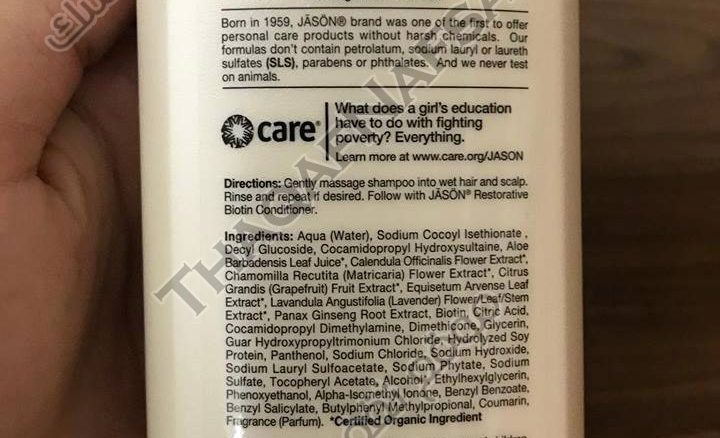 Born in 1959, JĀSÖN® brand was one of the first to offer
personal care products without harsh chemicals. Our
formulas don't contain petrolatum, sodium lauryl or laureth
sulfates (SLS), parabens or phthalates. And we never test
on animals.
care®
What does a girl's education
have to do with fighting
poverty? Everything.
Learn more at www.care.org/JASON
Directions: Gently massage shampoo into wet hair and scalp.
Rinse and repeat if desired. Follow with JĀSÖN® Restorative
Biotin Conditioner.
Ingredients: Aqua (Water), Sodium Cocoyl Isethionate,
Decyl Glucoside, Cocamidopropyl Hydroxysultaine, Aloe
Barbadensis Leaf Juice*, Calendula Officinalis Flower Extract*,
Chamomilla Recutita (Matricaria) Flower Extract*, Citrus
Grandis (Grapefruit) Fruit Extract*, Equisetum Arvense Leaf
Extract*, Lavandula Angustifolia (Lavender) Flower/Leaf/Stem
Extract*, Panax Ginseng Root Extract, Biotin, Citric Acid,
Cocamidopropyl Dimethylamine, Dimethicone, Glycerin,
Guar Hydroxypropyltrimonium Chloride, Hydrolyzed Soy
Protein, Panthenol, Sodium Chloride, Sodium Hydroxide,
Sodium Lauryl Sulfoacetate, Sodium Phytate, Sodium
Sulfate, Tocopheryl Acetate, Alcohol, Ethylhexylglycerin,
Phenoxyethanol, Alpha-Isomethyl Ionone, Benzyl Benzoate,
Benzyl Salicylate, Butylphenyl Methylpropional, Coumarin,
Fragrance (Parfum). *Certified Organic Ingredient